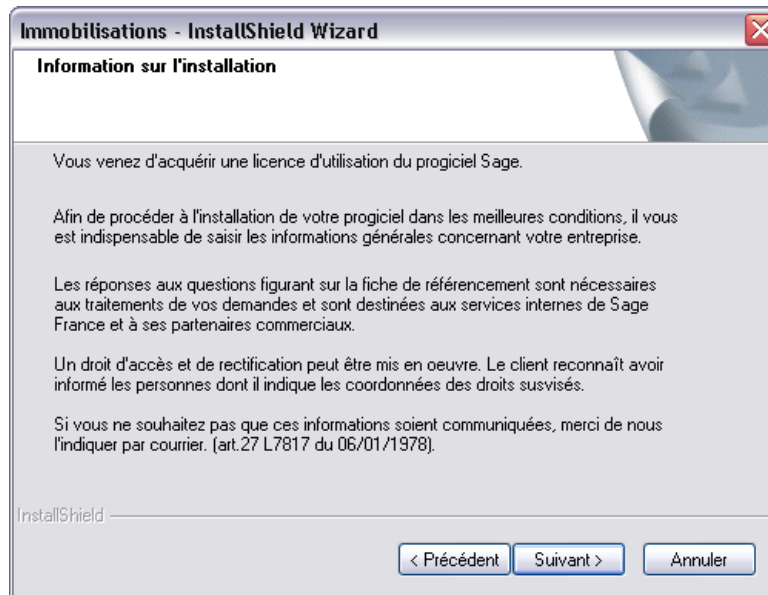 Immobilisations - InstallShield Wizard
Information sur l'installation
Vous venez d'acquérir une licence d'utilisation du progiciel Sage.
Afin de procéder à l'installation de votre progiciel dans les meilleures conditions, il vous
est indispensable de saisir les informations générales concernant votre entreprise.
Les réponses aux questions figurant sur la fiche de référencement sont nécessaires
aux traitements de vos demandes et sont destinées aux services internes de Sage
France et à ses partenaires commerciaux.
Un droit d'accès et de rectification peut être mis en oeuvre. Le client reconnaît avoir
informé les personnes dont il indique les coordonnées des droits susvisés.
Si vous ne souhaitez pas que ces informations soient communiquées, merci de nous
l'indiquer par courrier. (art.27 L7817 du 06/01/1978).
InstallShield
< Précédent Suivant > Annuler